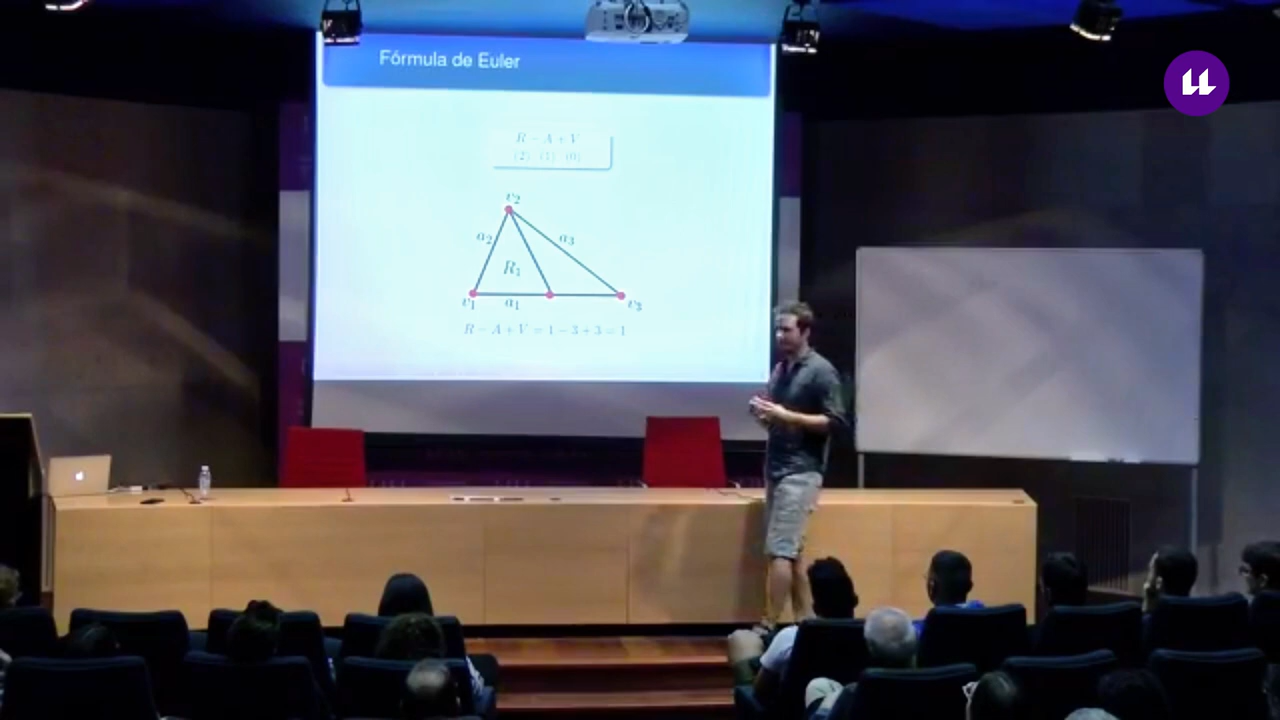 Fórmula de Euler
R − A + V
(2) (1) (0)
v₂
a₂
a₃
R₁
v₁
a₁
v₃
R − A + V = 1 − 3 + 3 = 1